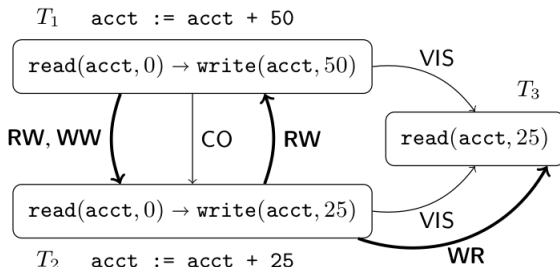 T₁ acct := acct + 50
read(acct, 0) → write(acct, 50)
VIS
T₃
RW, WW
CO
RW
read(acct, 25)
read(acct, 0) → write(acct, 25)
VIS
WR
T₂ acct := acct + 25